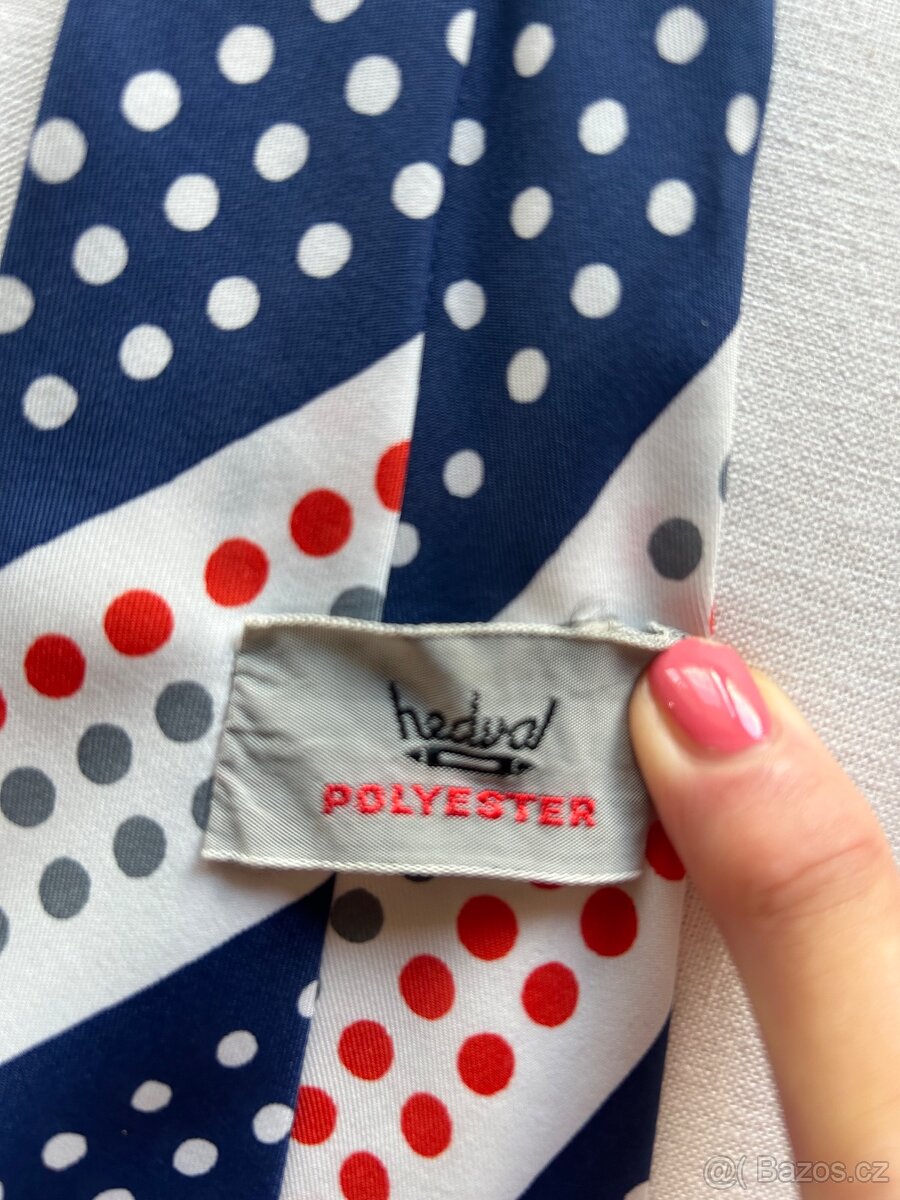 hedval
POLYESTER
@( Bazos.cz